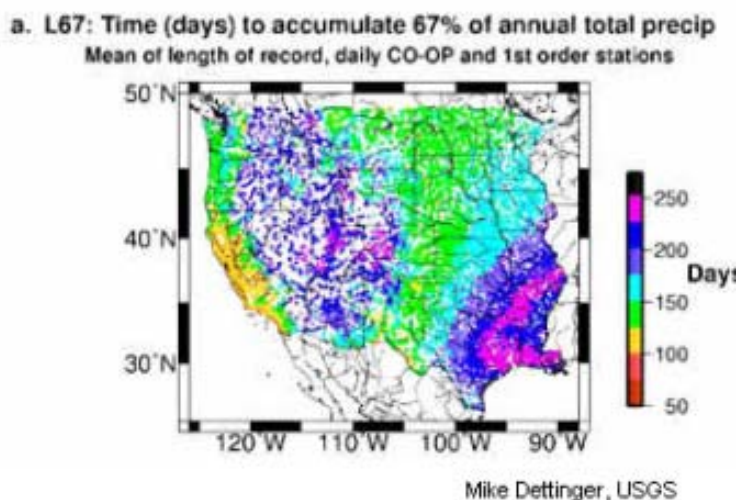 a. L67: Time (days) to accumulate 67% of annual total precip
Mean of length of record, daily CO-OP and 1st order stations
50°N
40°N
30°N
120°W 110°W 100°W 90°W
250
200
150
100
50
Days
Mike Dettinger, USGS